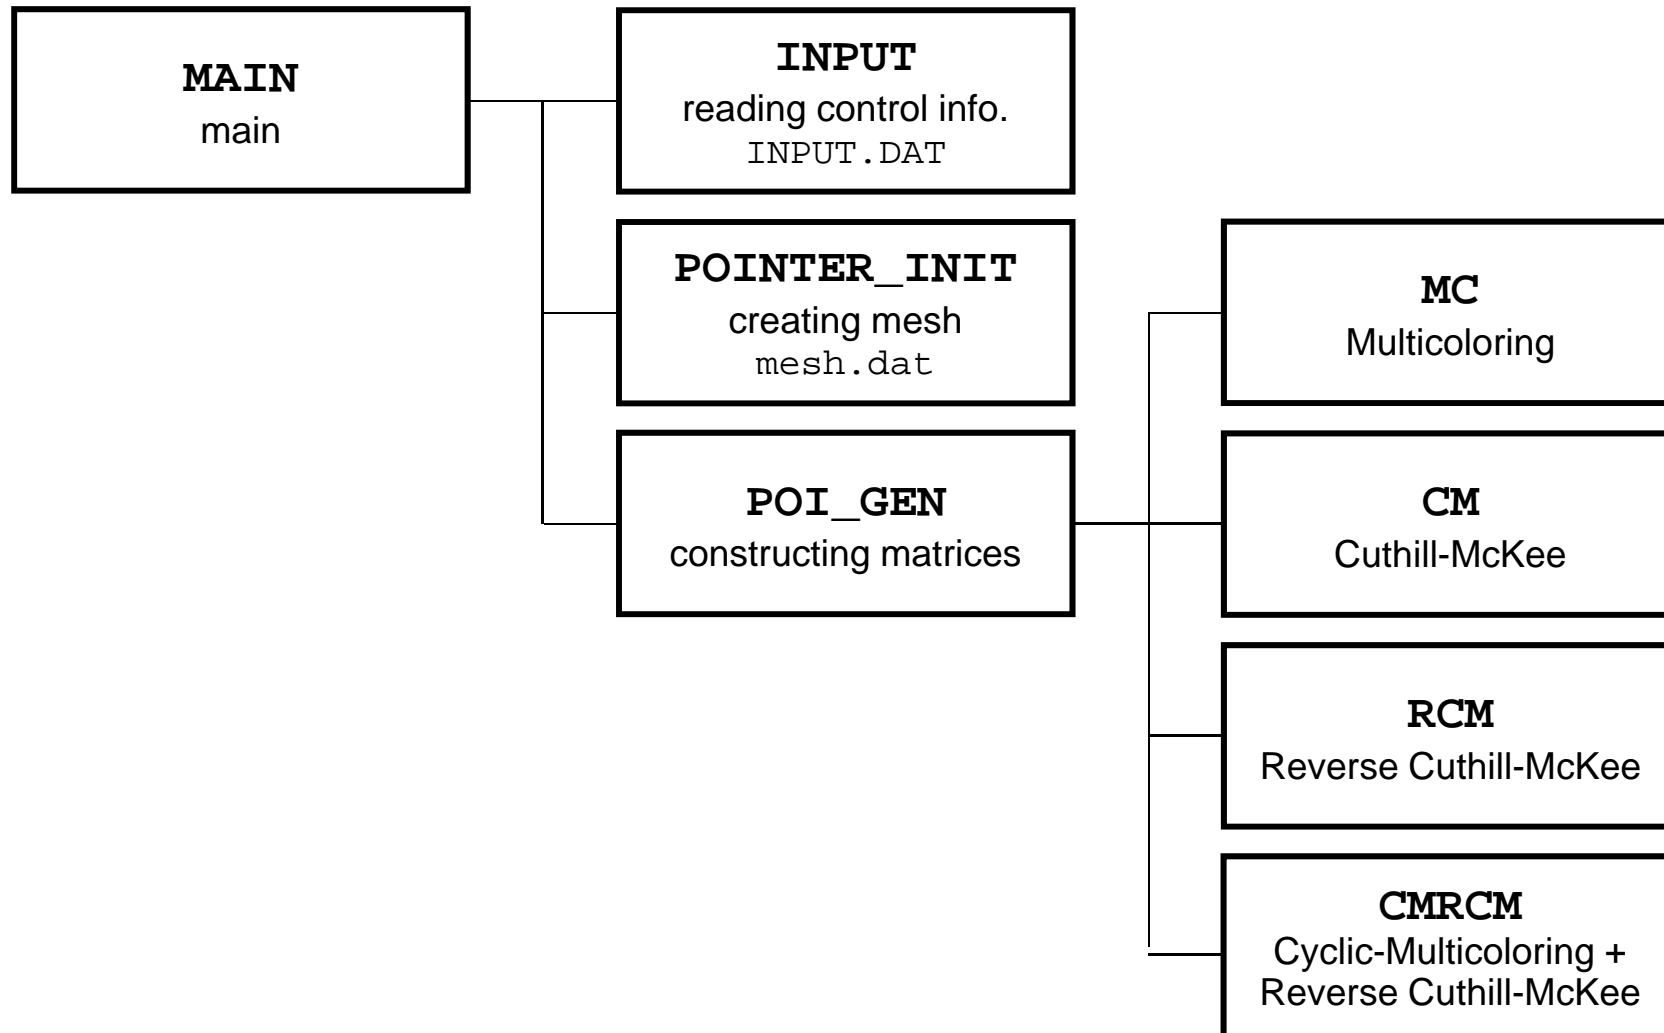 MAIN
main
INPUT
reading control info.
INPUT.DAT
POINTER_INIT
creating mesh
mesh.dat
POI_GEN
constructing matrices
MC
Multicoloring
CM
Cuthill-McKee
RCM
Reverse Cuthill-McKee
CMRCM
Cyclic-Multicoloring +
Reverse Cuthill-McKee